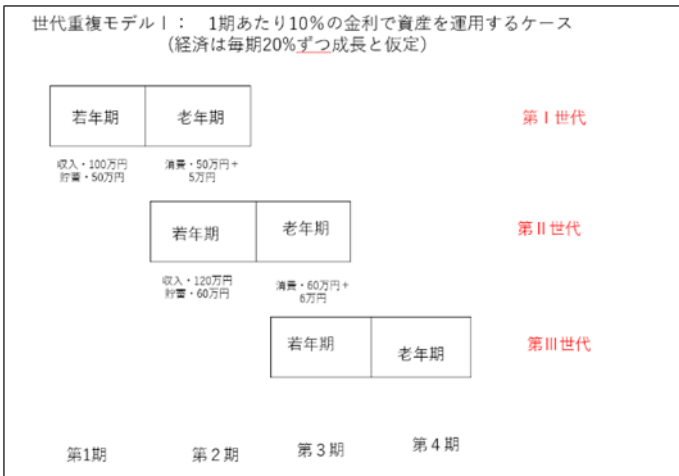 世代重複モデルⅠ： 1期あたり10％の金利で資産を運用するケース
（経済は毎期20％ずつ成長と仮定）
若年期
老年期
第Ⅰ世代
収入・100万円
貯蓄・50万円
消費・50万円＋
5万円
若年期
老年期
第Ⅱ世代
収入・120万円
貯蓄・60万円
消費・60万円＋
6万円
若年期
老年期
第Ⅲ世代
第1期
第２期
第３期
第４期